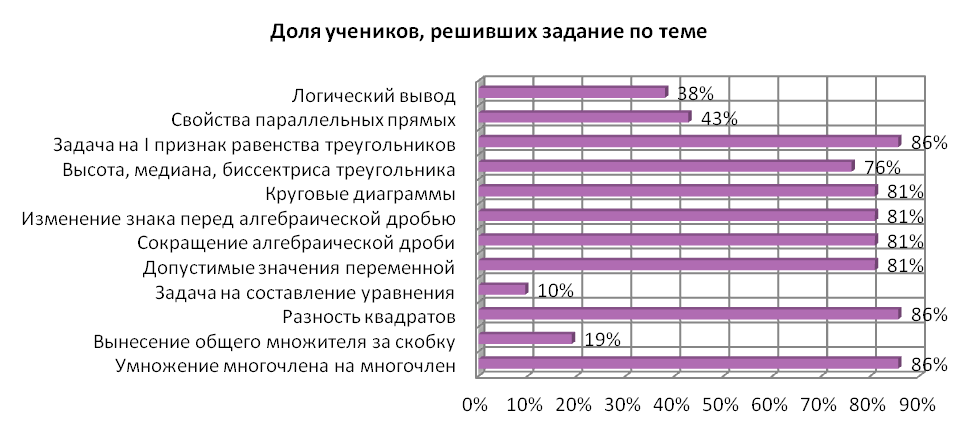 Доля учеников, решивших задание по теме
Логический вывод 38%
Свойства параллельных прямых 43%
Задача на I признак равенства треугольников 86%
Высота, медиана, биссектриса треугольника 76%
Круговые диаграммы 81%
Изменение знака перед алгебраической дробью 81%
Сокращение алгебраической дроби 81%
Допустимые значения переменной 81%
Задача на составление уравнения 10%
Разность квадратов 86%
Вынесение общего множителя за скобку 19%
Умножение многочлена на многочлен 86%
0% 10% 20% 30% 40% 50% 60% 70% 80% 90%